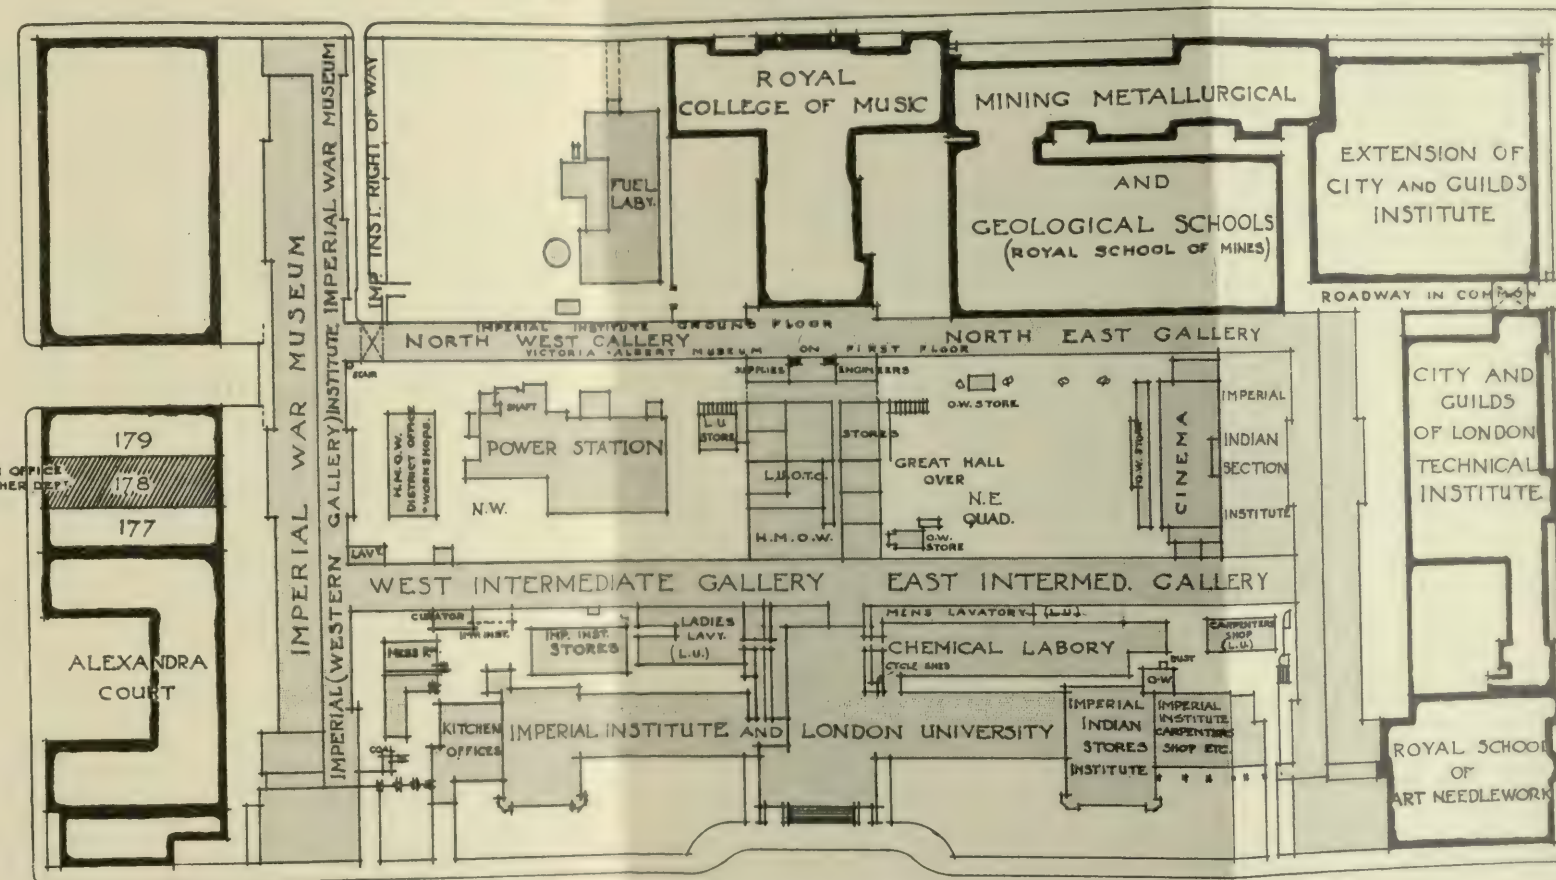 ROYAL
COLLEGE OF MUSIC
MINING METALLURGICAL
AND
GEOLOGICAL SCHOOLS
(ROYAL SCHOOL OF MINES)
EXTENSION OF
CITY AND GUILDS
INSTITUTE
ROADWAY IN COMMON
IMP. INST. RIGHT OF WAY
FUEL
LABY.
IMPERIAL WAR MUSEUM
IMPERIAL (WESTERN GALLERY) INSTITUTE IMPERIAL WAR MUSEUM
IMPERIAL INSTITUTE GROUND FLOOR
NORTH WEST GALLERY
NORTH EAST GALLERY
VICTORIA & ALBERT MUSEUM ON FIRST FLOOR
STAIR
SUPPLIES
ENGINEERS
179
OFFICE
HER DEPT.
178
177
H.M.O.W.
DISTRICT OFFICE
& WORKSHOPS.
SHAFT
POWER STATION
N.W.
LAVY.
L.U.
STORE
STORES
L.U.O.T.C.
H.M.O.W.
O.W. STORE
GREAT HALL
OVER
N.E
QUAD.
O.W.
STORE
O.W. STORE
CINEMA
IMPERIAL
INDIAN
SECTION
INSTITUTE
CITY AND
GUILDS
OF LONDON
TECHNICAL
INSTITUTE
WEST INTERMEDIATE GALLERY
EAST INTERMED. GALLERY
ALEXANDRA
COURT
CURATOR
IMP. INST.
MESS RM.
IMP. INST.
STORES
LADIES
LAVY.
(L.U.)
MENS LAVATORY (L.U.)
CHEMICAL LABORY
CYCLE SHED
CARPENTERS
SHOP
(L.U.)
DUST
O.W.
KITCHEN
OFFICES
COAL
IMPERIAL INSTITUTE AND LONDON UNIVERSITY
IMPERIAL
INDIAN
STORES
INSTITUTE
IMPERIAL
INSTITUTE
CARPENTERS
SHOP ETC.
ROYAL SCHOOL
OF
ART NEEDLEWORK